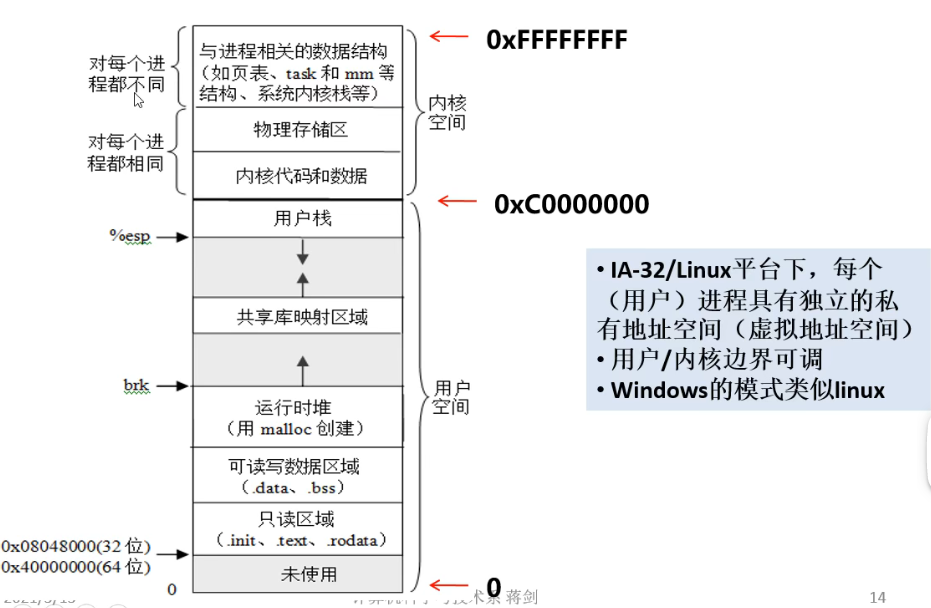 0xFFFFFFFF
对每个进
程都不同
与进程相关的数据结构
（如页表、task 和 mm 等
结构、系统内核栈等）
内核
空间
对每个进
程都相同
物理存储区
内核代码和数据
0xC0000000
用户栈
%esp
共享库映射区域
brk
运行时堆
（用 malloc 创建）
用户
空间
可读写数据区域
（.data、.bss）
只读区域
（.init、.text、.rodata）
0x08048000(32 位)
0x40000000(64 位)
未使用
0
0
• IA-32/Linux平台下，每个
（用户）进程具有独立的私
有地址空间（虚拟地址空间）
• 用户/内核边界可调
• Windows的模式类似linux
蒋剑
14